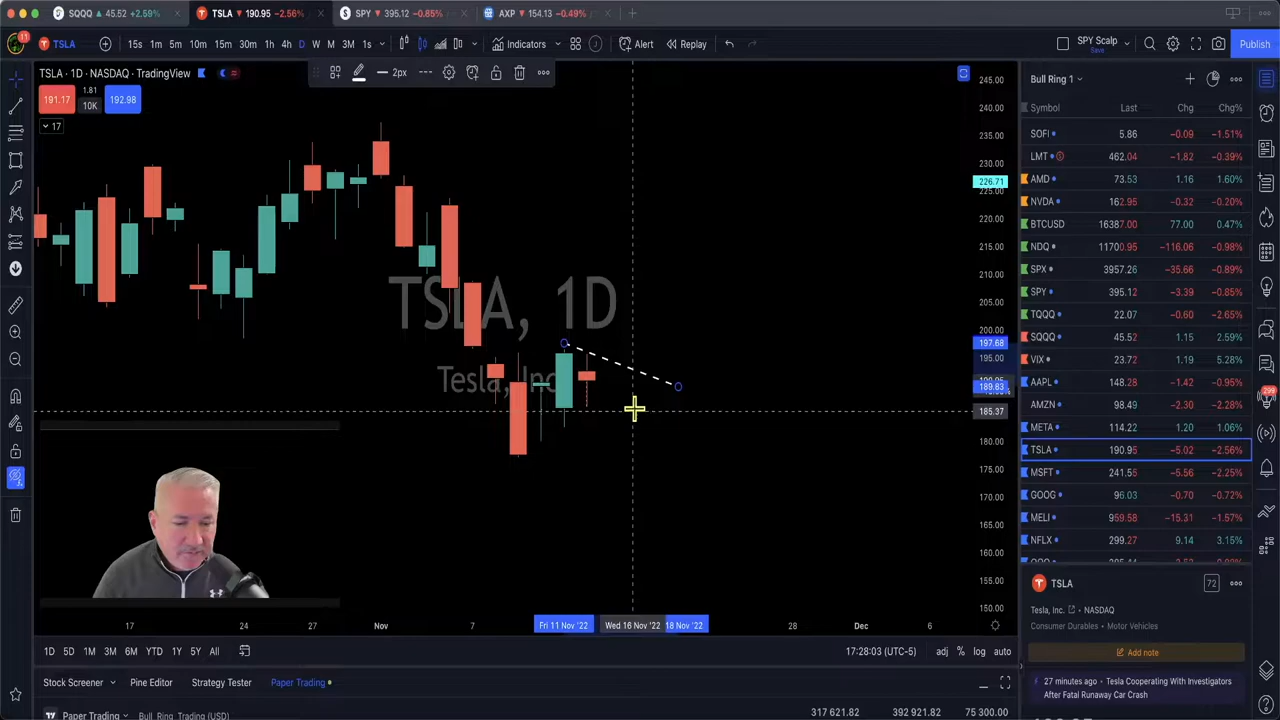 SQQQ ▲ 45.52 +2.59%
TSLA ▼ 190.95 −2.56%
SPY ▼ 395.12 −0.85%
AXP ▼ 154.13 −0.49%
11
TSLA
15s 1m 5m 10m 15m 30m 1h 4h D W M 3M 1s
Indicators
Alert
Replay
SPY Scalp
Save
Publish
TSLA · 1D · NASDAQ · TradingView
2px
191.17
1.81
10K
192.98
17
TSLA, 1D
Tesla, Inc
245.00
240.00
235.00
230.00
226.71
225.00
220.00
215.00
210.00
205.00
200.00
197.68
195.00
189.83
185.37
180.00
175.00
170.00
165.00
160.00
155.00
150.00
17 24 27 Nov 7 Fri 11 Nov '22 Wed 16 Nov '22 18 Nov '22 28 Dec 6
1D 5D 1M 3M 6M YTD 1Y 5Y All
17:28:03 (UTC-5) adj % log auto
Stock Screener Pine Editor Strategy Tester Paper Trading
Paper Trading Bull_Ring_Trading (USD) 317 621.82 392 921.82 75 300.00
Bull Ring 1
Symbol Last Chg Chg%
SOFI 5.86 −0.09 −1.51%
LMT 462.04 −1.82 −0.39%
AMD 73.53 1.16 1.60%
NVDA 162.95 −0.32 −0.20%
BTCUSD 16387.00 77.00 0.47%
NDQ 11700.95 −116.06 −0.98%
SPX 3957.26 −35.66 −0.89%
SPY 395.12 −3.39 −0.85%
TQQQ 22.07 −0.60 −2.65%
SQQQ 45.52 1.15 2.59%
VIX 23.72 1.19 5.28%
AAPL 148.28 −1.42 −0.95%
AMZN 98.49 −2.30 −2.28%
META 114.22 1.20 1.06%
TSLA 190.95 −5.02 −2.56%
MSFT 241.55 −5.56 −2.25%
GOOG 96.03 −0.70 −0.72%
MELI 959.58 −15.31 −1.57%
NFLX 299.27 9.14 3.15%
299
TSLA
72
Tesla, Inc. NASDAQ
Consumer Durables • Motor Vehicles
Add note
27 minutes ago • Tesla Cooperating With Investigators
After Fatal Runaway Car Crash